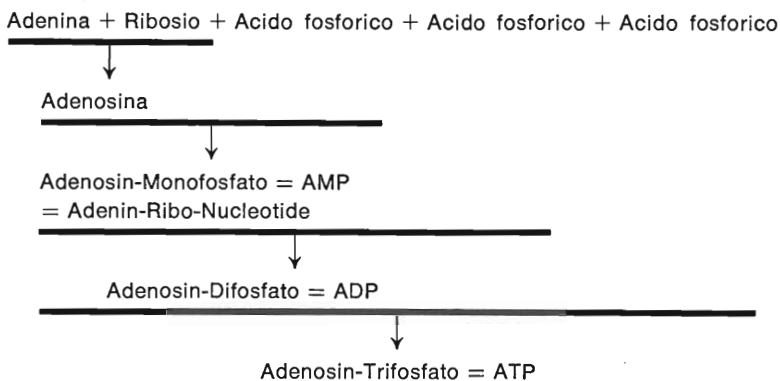 Adenina + Ribosio + Acido fosforico + Acido fosforico + Acido fosforico
Adenosina
Adenosin-Monofosfato = AMP
= Adenin-Ribo-Nucleotide
Adenosin-Difosfato = ADP
Adenosin-Trifosfato = ATP